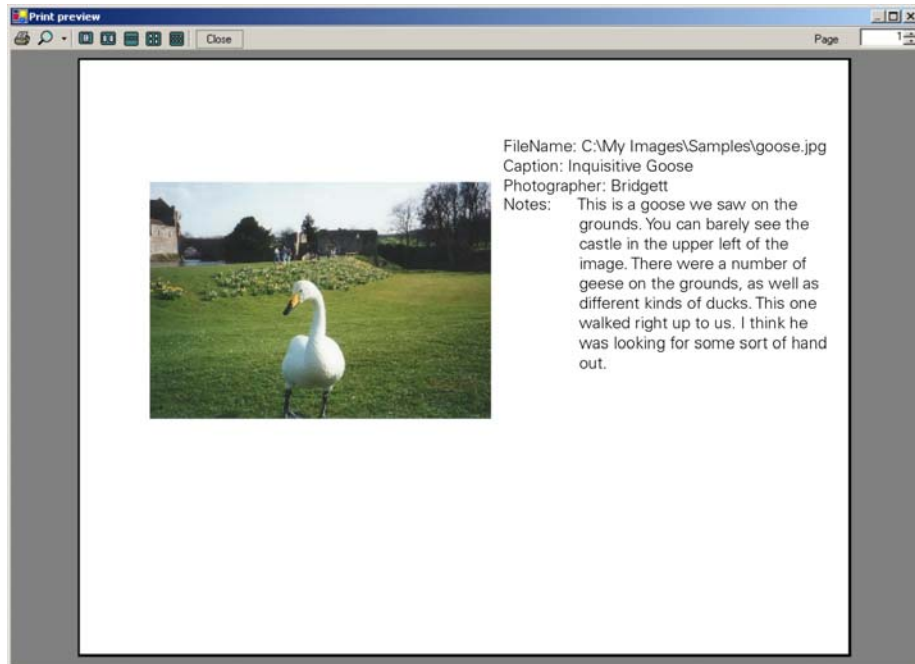 Print preview
Close
Page
1
FileName: C:\My Images\Samples\goose.jpg
Caption: Inquisitive Goose
Photographer: Bridgett
Notes: This is a goose we saw on the
grounds. You can barely see the
castle in the upper left of the
image. There were a number of
geese on the grounds, as well as
different kinds of ducks. This one
walked right up to us. I think he
was looking for some sort of hand
out.